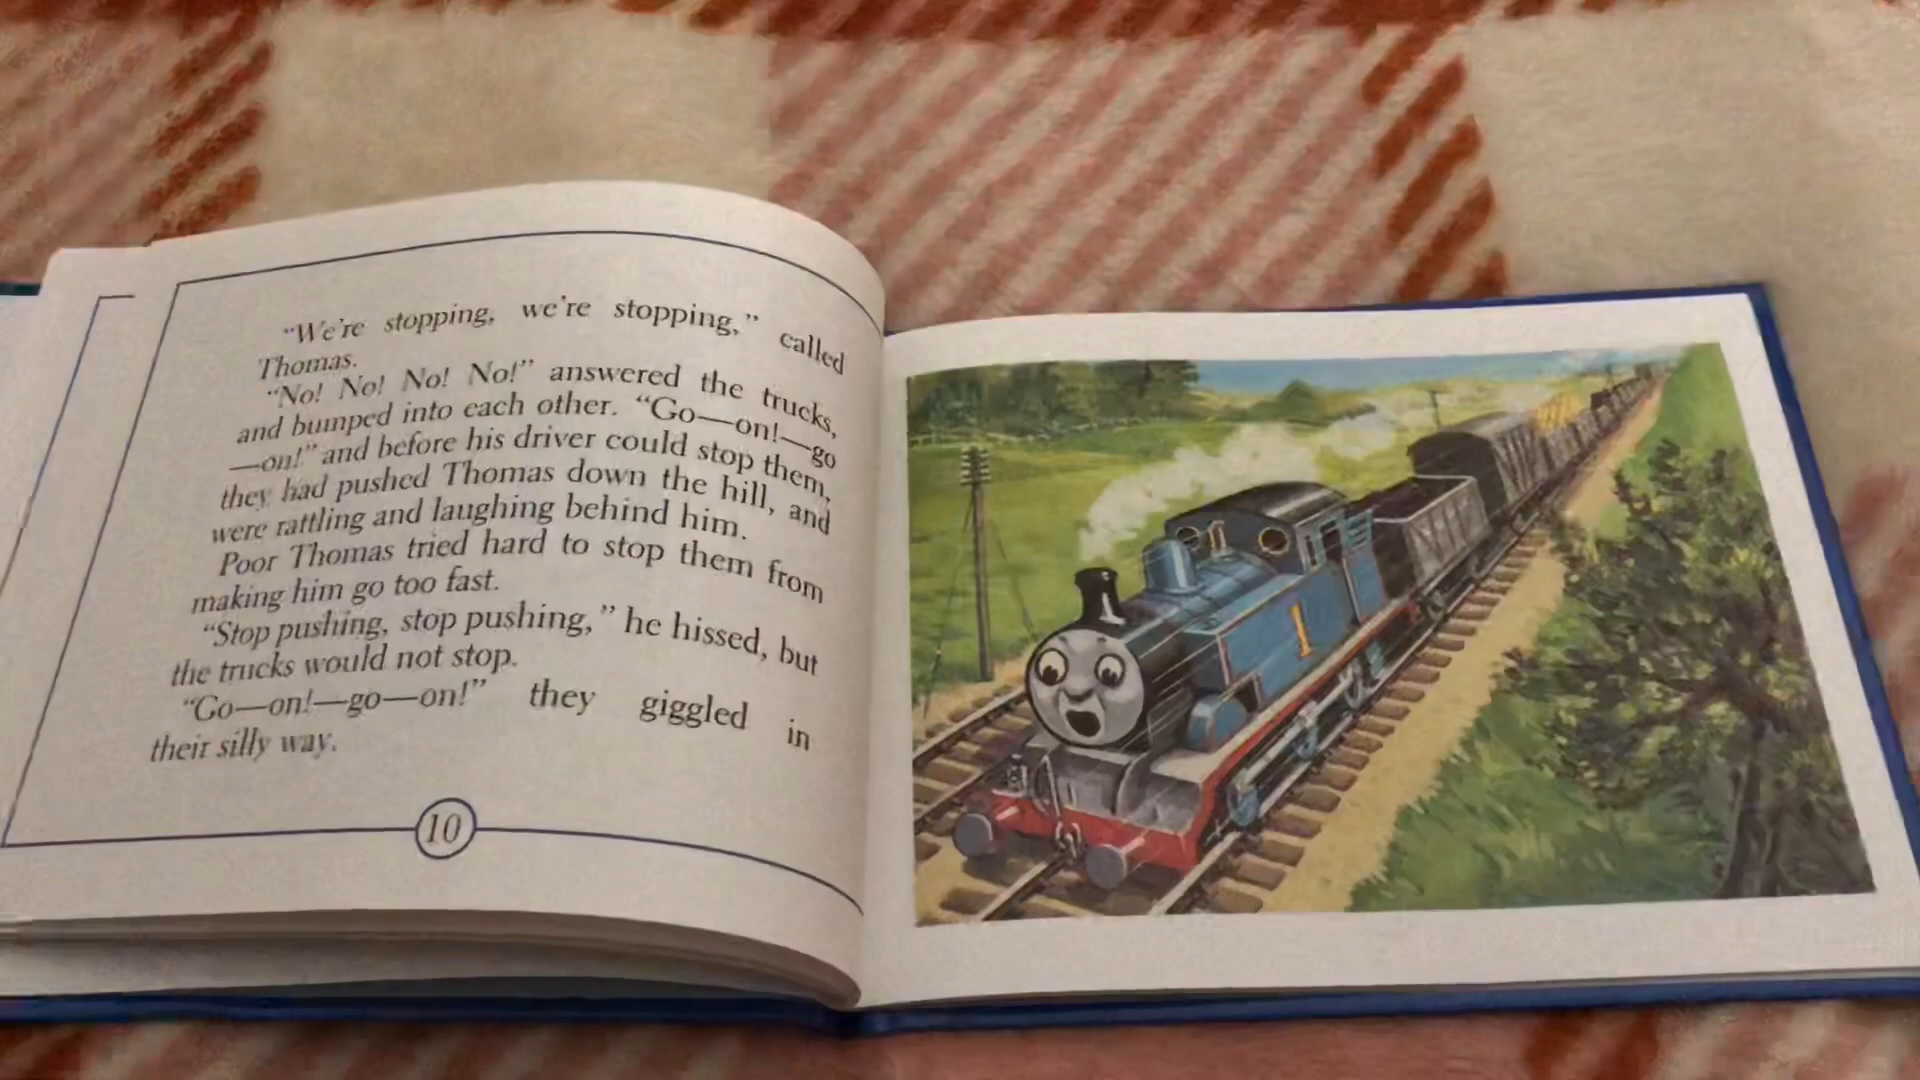 "We're stopping, we're stopping," called
Thomas.
"No! No! No! No!" answered the trucks,
and bumped into each other. "Go—on!—go
—on!" and before his driver could stop them,
they had pushed Thomas down the hill, and
were rattling and laughing behind him.
Poor Thomas tried hard to stop them from
making him go too fast.
"Stop pushing, stop pushing," he hissed, but
the trucks would not stop.
"Go—on!—go—on!" they giggled in
their silly way.
10
1
1